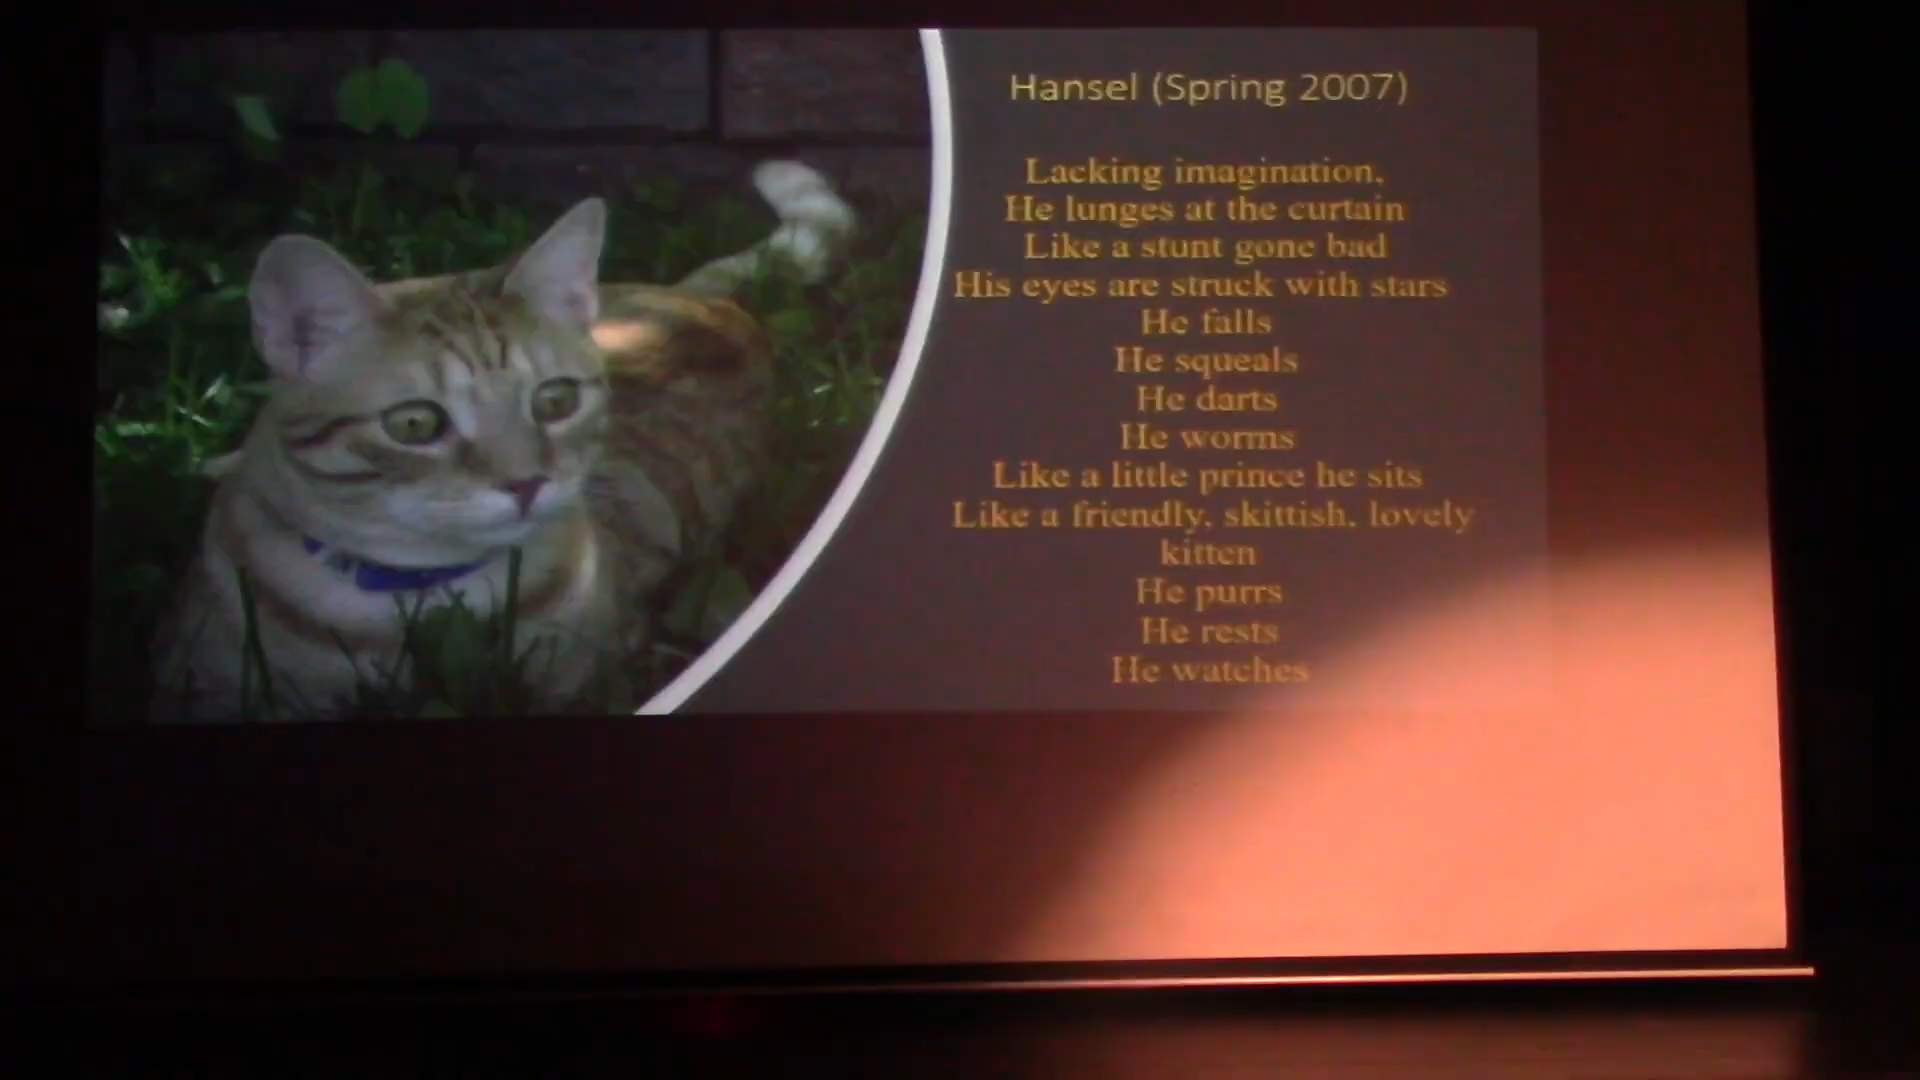 Hansel (Spring 2007)
Lacking imagination,
He lunges at the curtain
Like a stunt gone bad
His eyes are struck with stars
He falls
He squeals
He darts
He worms
Like a little prince he sits
Like a friendly, skittish, lovely
kitten
He purrs
He rests
He watches